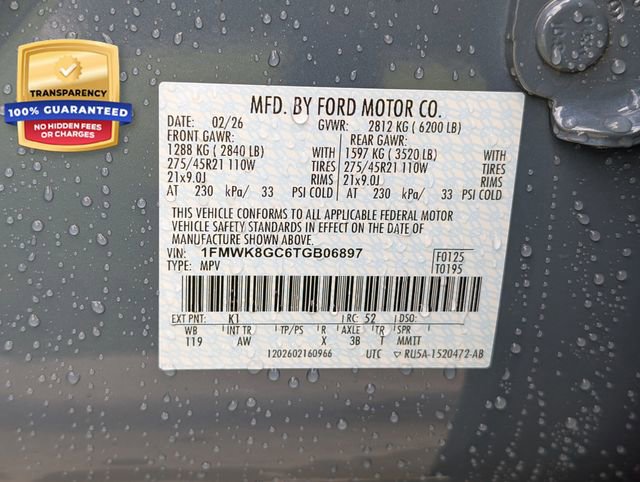 TRANSPARENCY
100% GUARANTEED
NO HIDDEN FEES
OR CHARGES
MFD. BY FORD MOTOR CO.
DATE: 02/26 GVWR: 2812 KG ( 6200 LB)
FRONT GAWR: REAR GAWR:
1288 KG ( 2840 LB) WITH 1597 KG ( 3520 LB) WITH
275/45R21 110W TIRES 275/45R21 110W TIRES
21x9.0J RIMS 21x9.0J RIMS
AT 230 kPa/ 33 PSI COLD AT 230 kPa/ 33 PSI COLD
THIS VEHICLE CONFORMS TO ALL APPLICABLE FEDERAL MOTOR
VEHICLE SAFETY STANDARDS IN EFFECT ON THE DATE OF
MANUFACTURE SHOWN ABOVE.
VIN: 1FMWK8GC6TGB06897 F0125
TYPE: MPV T0195
EXT PNT: K1 RC: 52 DSO:
WB INT TR TP/PS R AXLE TR SPR
119 AW X 3B T MMIT
1202602160966 UTC RU5A-1520472-AB